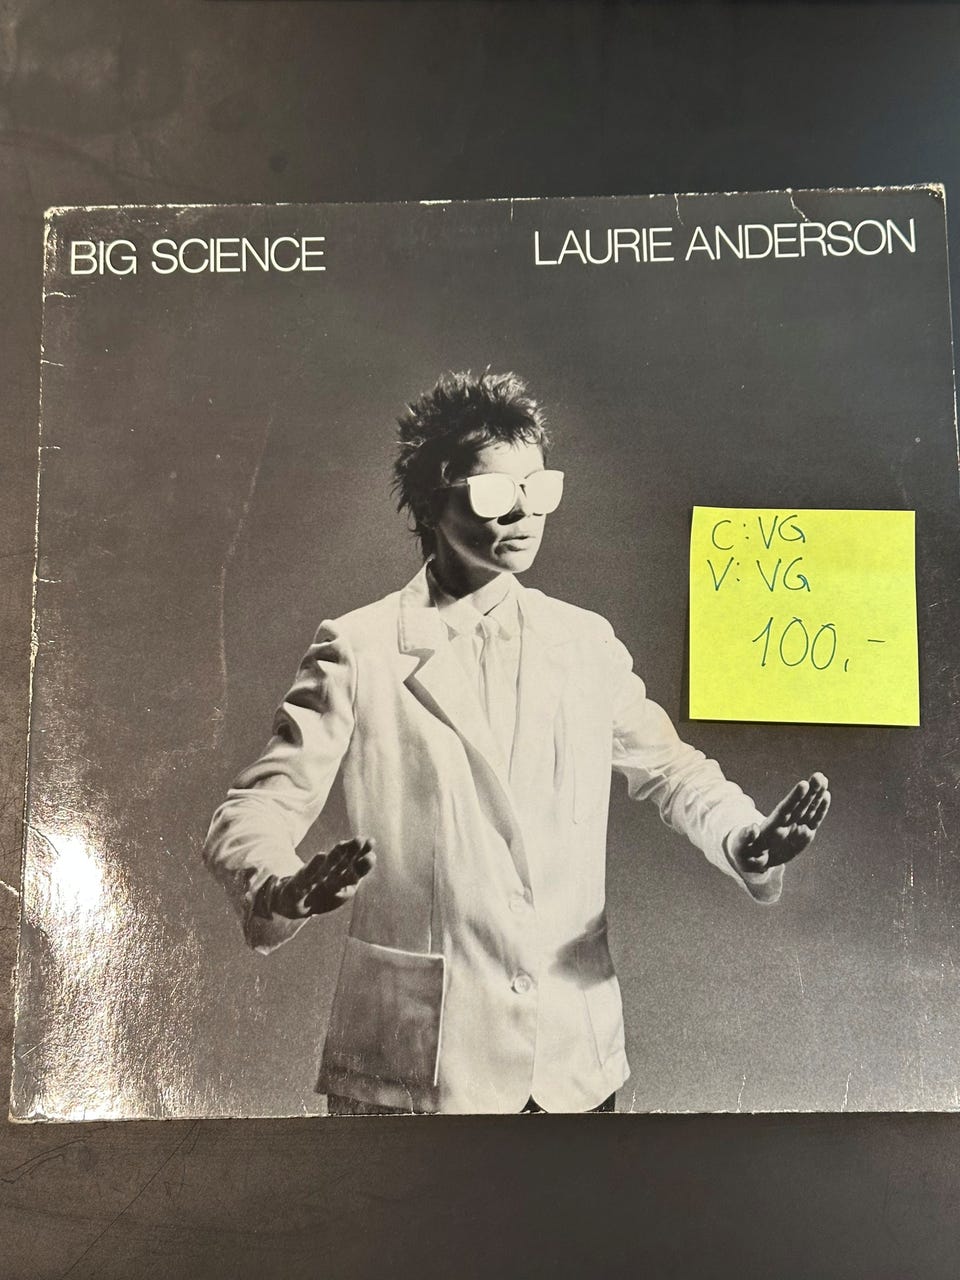 BIG SCIENCE LAURIE ANDERSON
C: VG
V: VG
100,-